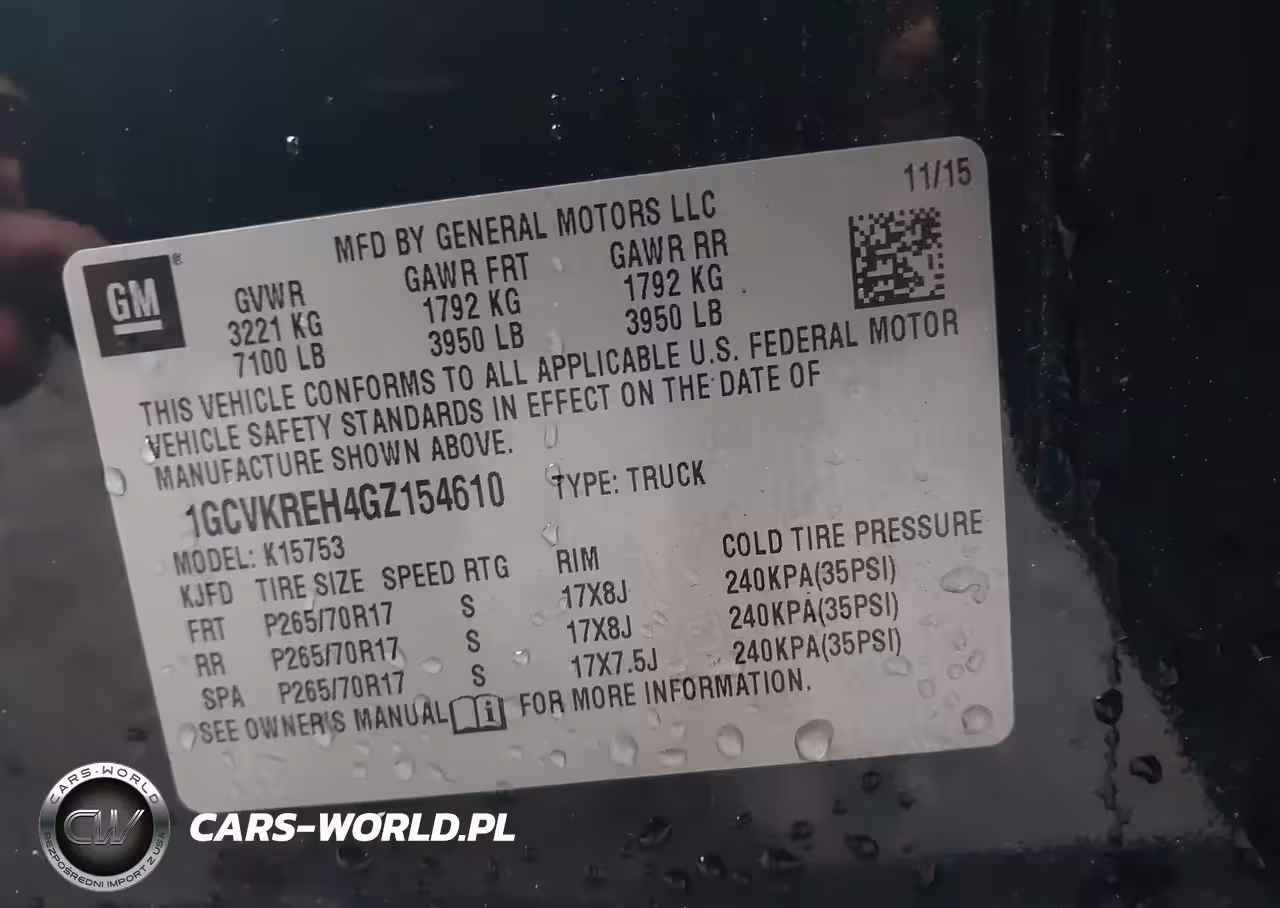 11/15
MFD BY GENERAL MOTORS LLC
GM®
GVWR GAWR FRT GAWR RR
3221 KG 1792 KG 1792 KG
7100 LB 3950 LB 3950 LB
THIS VEHICLE CONFORMS TO ALL APPLICABLE U.S. FEDERAL MOTOR
VEHICLE SAFETY STANDARDS IN EFFECT ON THE DATE OF
MANUFACTURE SHOWN ABOVE.
1GCVKREH4GZ154610 TYPE: TRUCK
MODEL: K15753
KJFD TIRE SIZE SPEED RTG RIM COLD TIRE PRESSURE
FRT P265/70R17 S 17X8J 240KPA(35PSI)
RR P265/70R17 S 17X8J 240KPA(35PSI)
SPA P265/70R17 S 17X7.5J 240KPA(35PSI)
SEE OWNER'S MANUAL FOR MORE INFORMATION.
CARS-WORLD
CW
BEZPOŚREDNI IMPORT Z USA
CARS-WORLD.PL